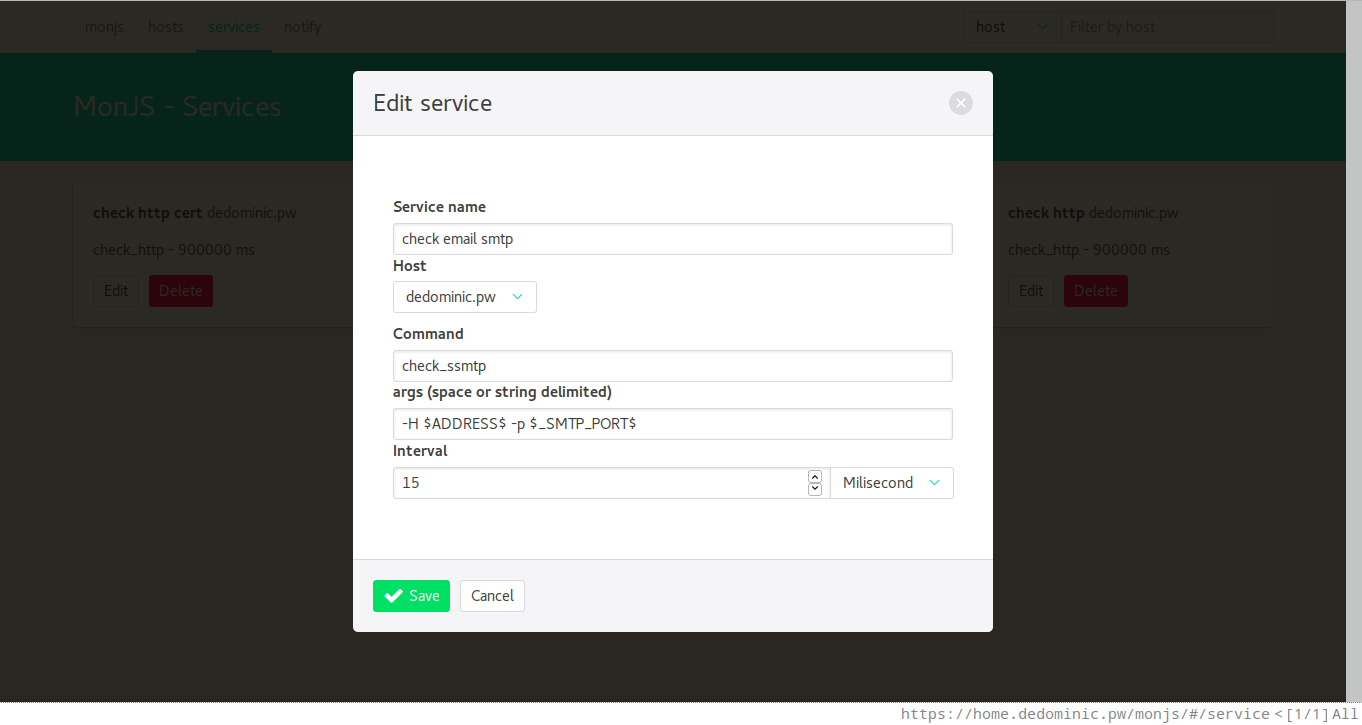 monjs hosts services notify host Filter by host
MonJS - Services
Edit service
check http cert dedominic.pw
check_http - 900000 ms
Edit Delete
Service name
check email smtp
Host
dedominic.pw
Command
check_ssmtp
args (space or string delimited)
-H $ADDRESS$ -p $_SMTP_PORT$
Interval
15 Milisecond
Save Cancel
check http dedominic.pw
check_http - 900000 ms
Edit Delete
https://home.dedominic.pw/monjs/#/service < [1/1] All